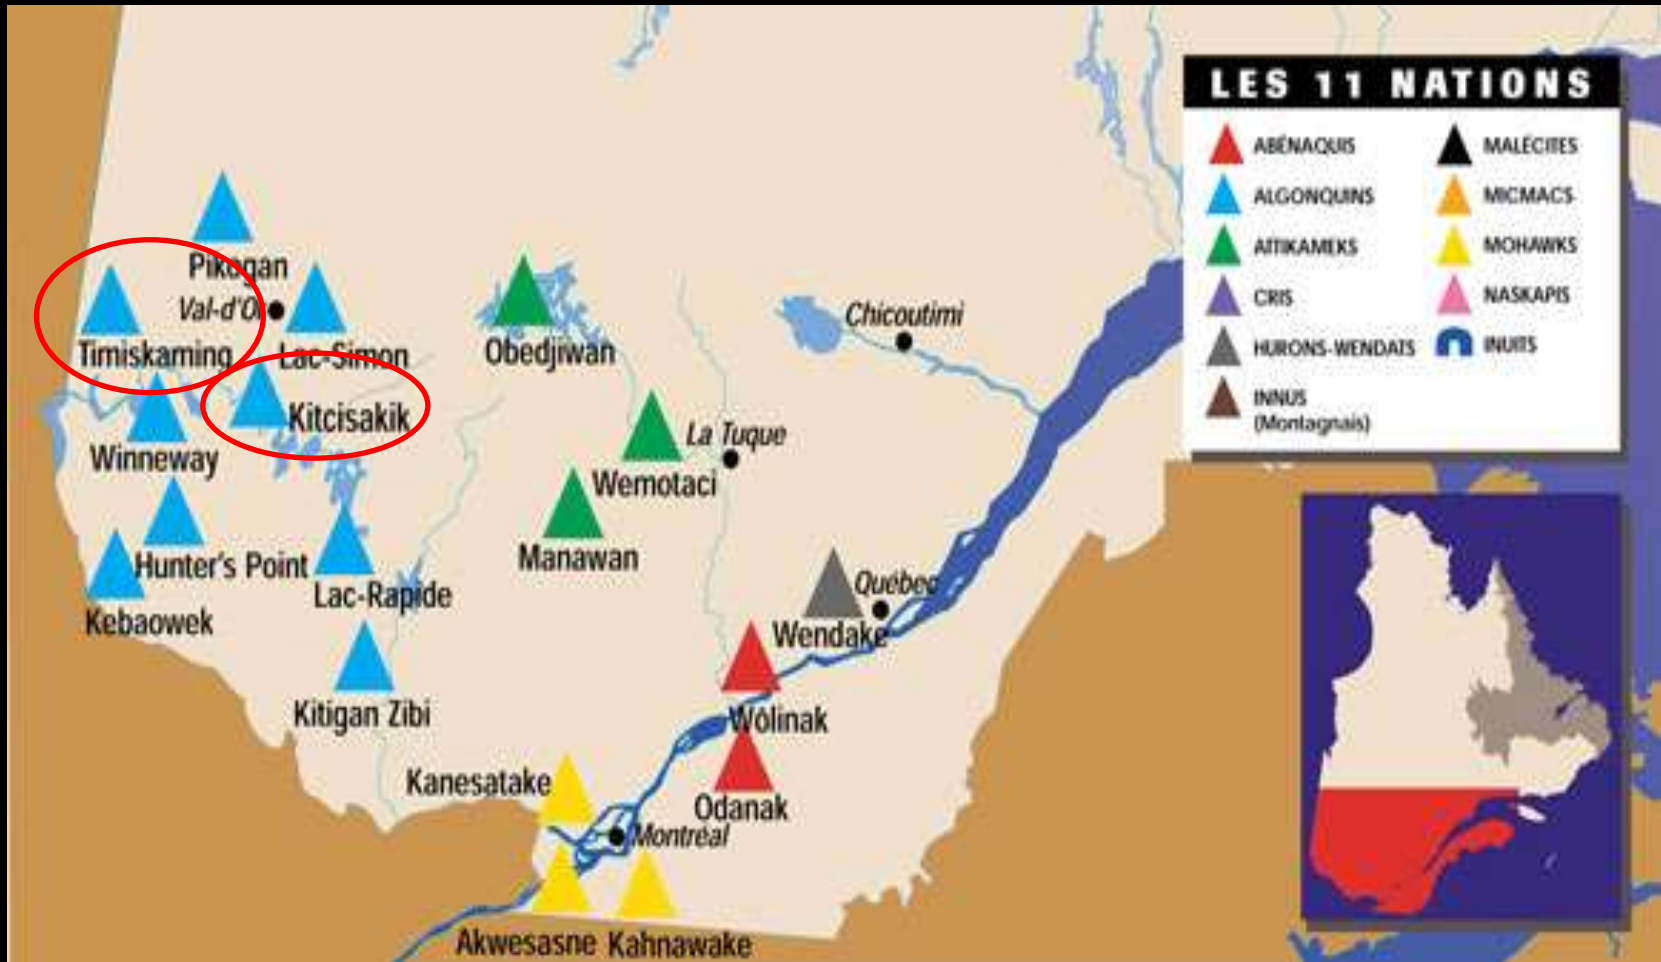 LES 11 NATIONS
ABÉNAQUIS
ALGONQUINS
ATTIKAMEKS
CRIS
HURONS-WENDATS
INNUS
(Montagnais)
MALÉCITES
MICMACS
MOHAWKS
NASKAPIS
INUITS
Pikogan
Val-d'Or
Timiskaming
Lac-Simon
Kitcisakik
Winneway
Hunter's Point
Kebaowek
Lac-Rapide
Kitigan Zibi
Obedjiwan
Chicoutimi
La Tuque
Wemotaci
Manawan
Québec
Wendake
Wôlinak
Odanak
Kanesatake
Montréal
Akwesasne
Kahnawake